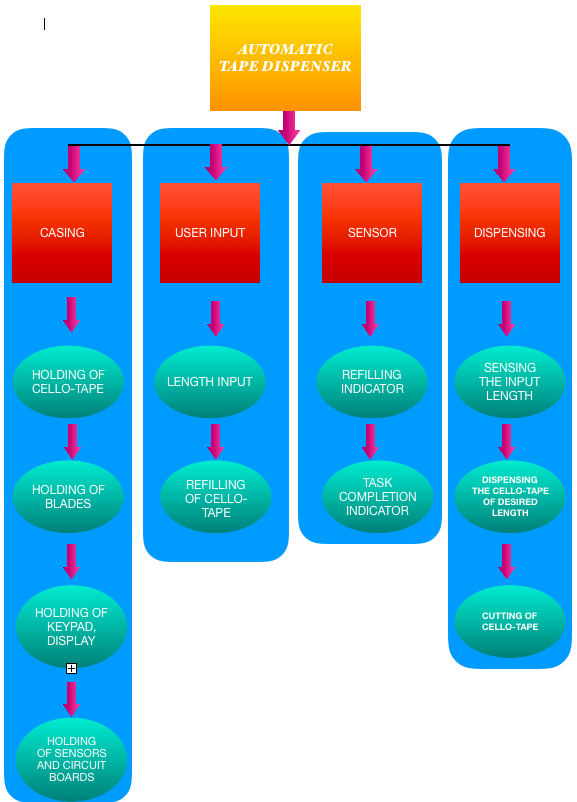 AUTOMATIC
TAPE DISPENSER
CASING
USER INPUT
SENSOR
DISPENSING
HOLDING OF
CELLO-TAPE
LENGTH INPUT
REFILLING
INDICATOR
SENSING
THE INPUT
LENGTH
HOLDING OF
BLADES
REFILLING
OF CELLO-
TAPE
TASK
COMPLETION
INDICATOR
DISPENSING
THE CELLO-TAPE
OF DESIRED
LENGTH
HOLDING OF
KEYPAD,
DISPLAY
CUTTING OF
CELLO-TAPE
HOLDING
OF SENSORS
AND CIRCUIT
BOARDS